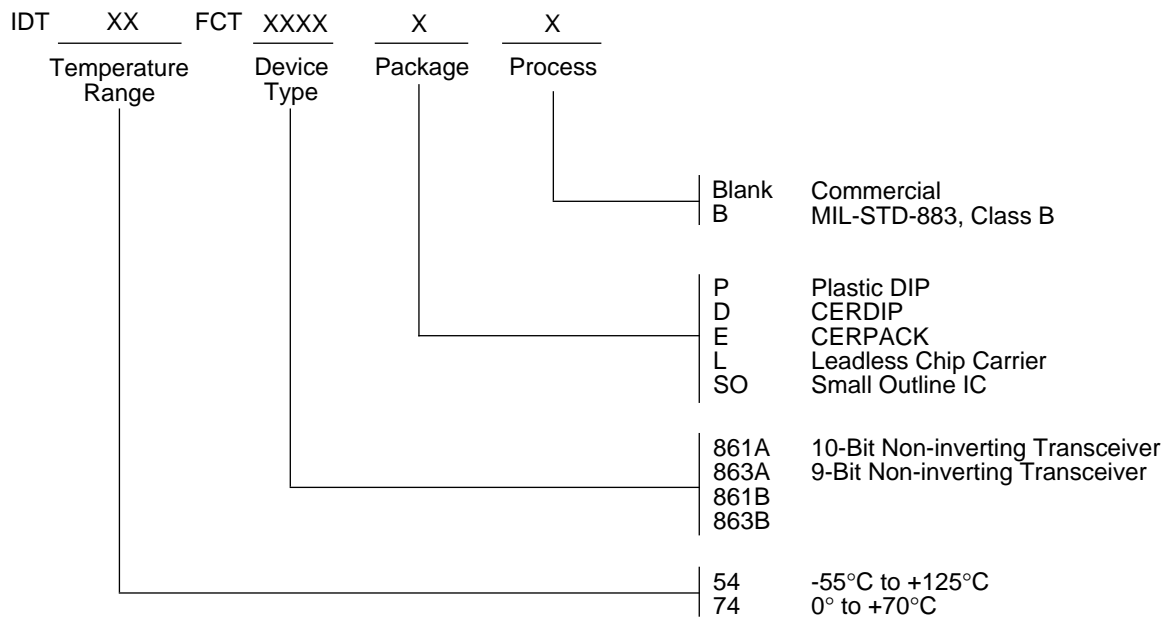 IDT XX FCT XXXX X X
Temperature Range
Device Type
Package
Process
Blank Commercial
B MIL-STD-883, Class B
P Plastic DIP
D CERDIP
E CERPACK
L Leadless Chip Carrier
SO Small Outline IC
861A 10-Bit Non-inverting Transceiver
863A 9-Bit Non-inverting Transceiver
861B
863B
54 -55°C to +125°C
74 0° to +70°C